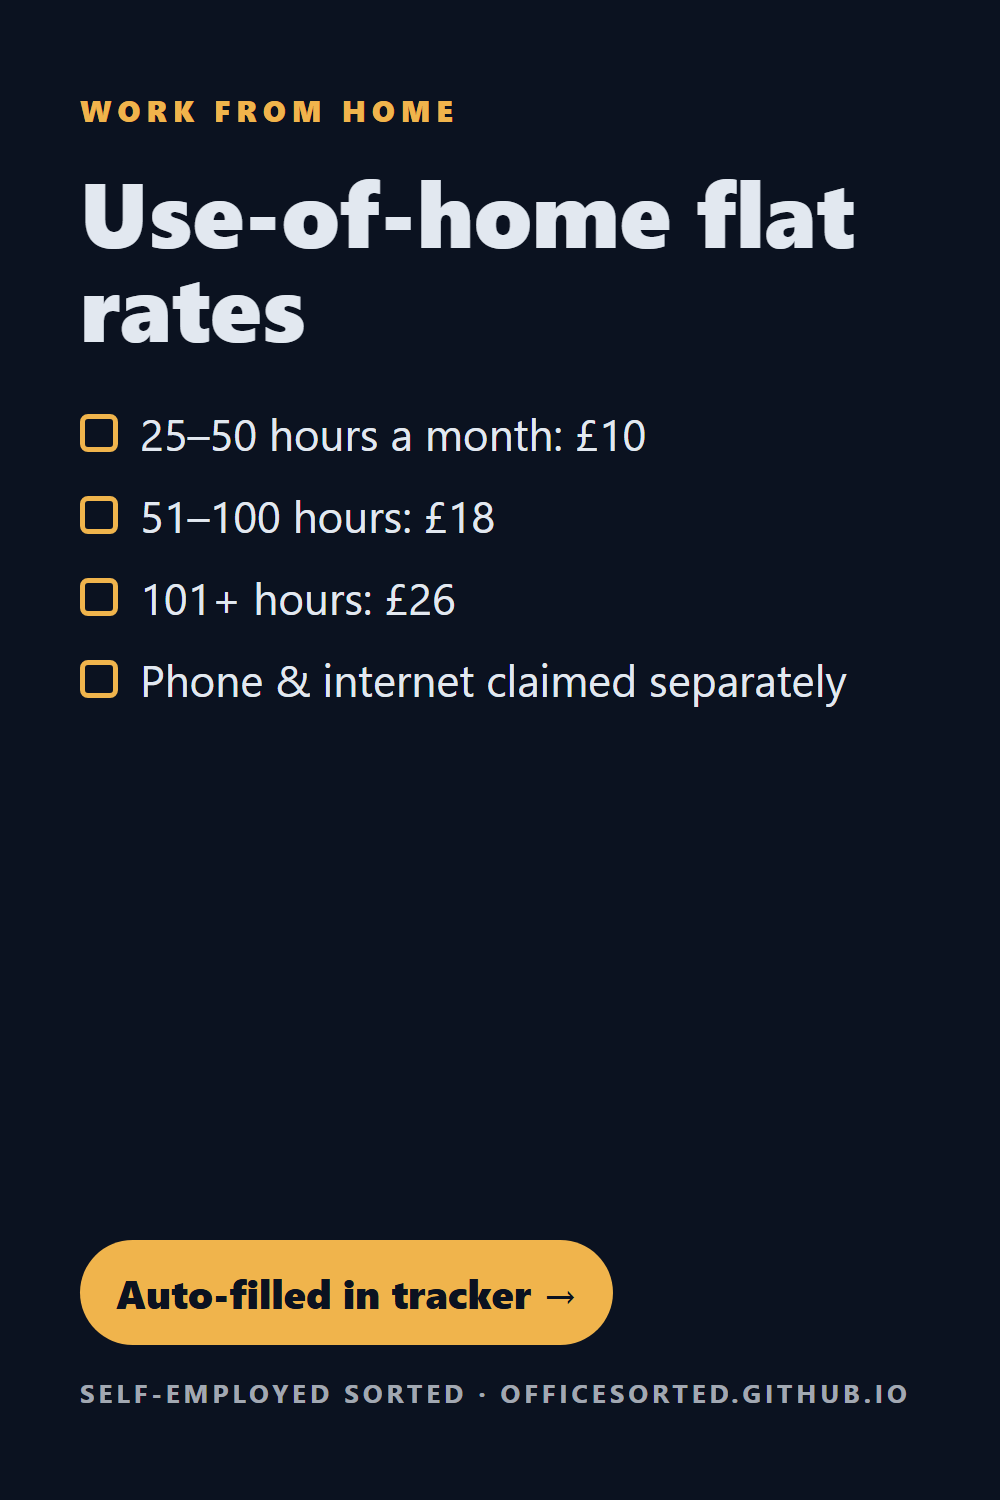 WORK FROM HOME
Use-of-home flat
rates
25–50 hours a month: £10
51–100 hours: £18
101+ hours: £26
Phone & internet claimed separately
Auto-filled in tracker →
SELF-EMPLOYED SORTED · OFFICESORTED.GITHUB.IO